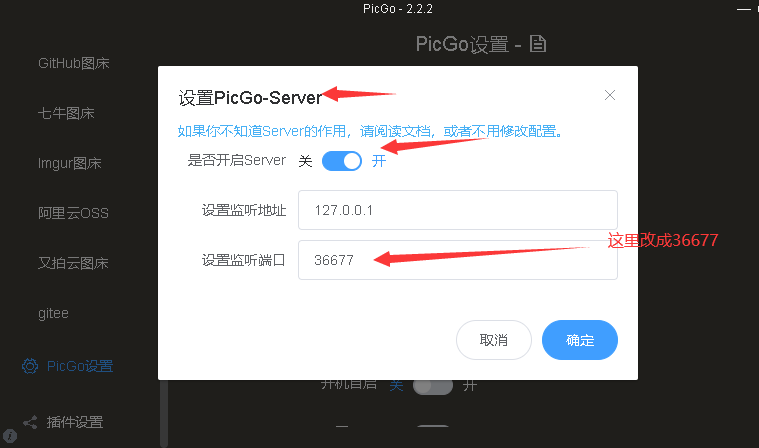 PicGo - 2.2.2
PicGo设置 -
GitHub图床
七牛图床
Imgur图床
阿里云OSS
又拍云图床
gitee
PicGo设置
插件设置
设置PicGo-Server
如果你不知道Server的作用，请阅读文档，或者不用修改配置。
是否开启Server 关 开
设置监听地址 127.0.0.1
设置监听端口 36677
这里改成36677
取消 确定
开机自启 关 开